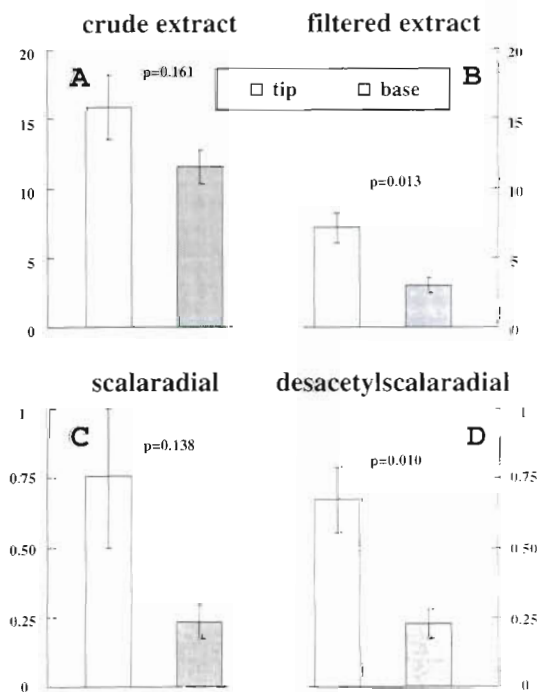 crude extract filtered extract
20 20
A p=0.161 B
tip base
15 15
p=0.013
10 10
5 5
0 0
scalaradial desacetylscalaradial
1 1
C p=0.138 D
p=0.010
0.75 0.75
0.50 0.50
0.25 0.25
0 0